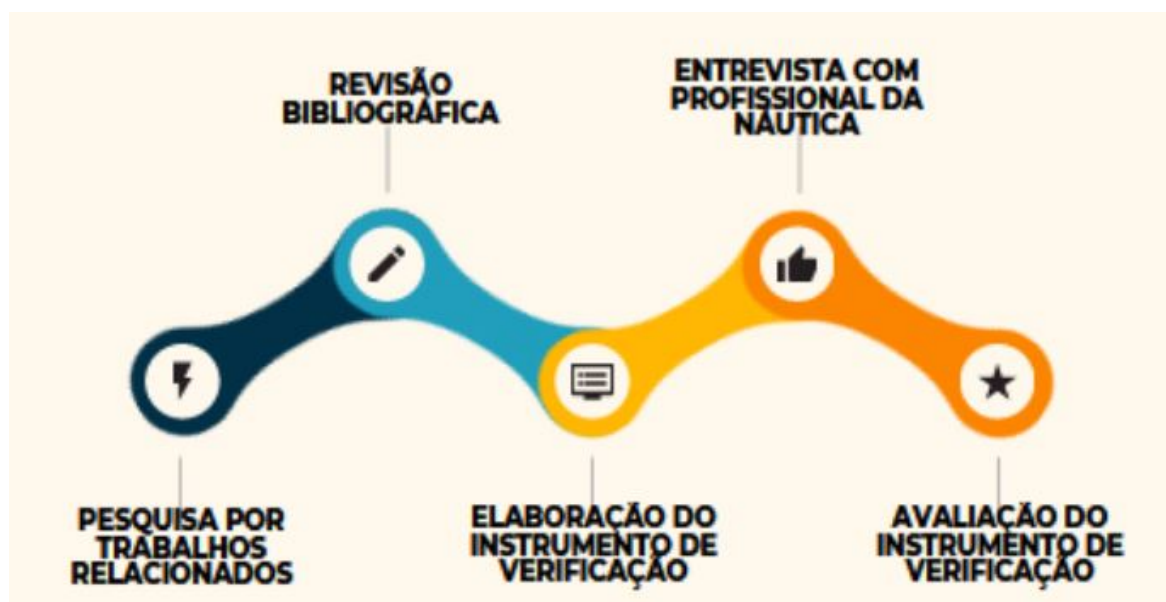 PESQUISA POR
TRABALHOS
RELACIONADOS
REVISÃO
BIBLIOGRÁFICA
ELABORAÇÃO DO
INSTRUMENTO DE
VERIFICAÇÃO
ENTREVISTA COM
PROFISSIONAL DA
NÁUTICA
AVALIAÇÃO DO
INSTRUMENTO DE
VERIFICAÇÃO